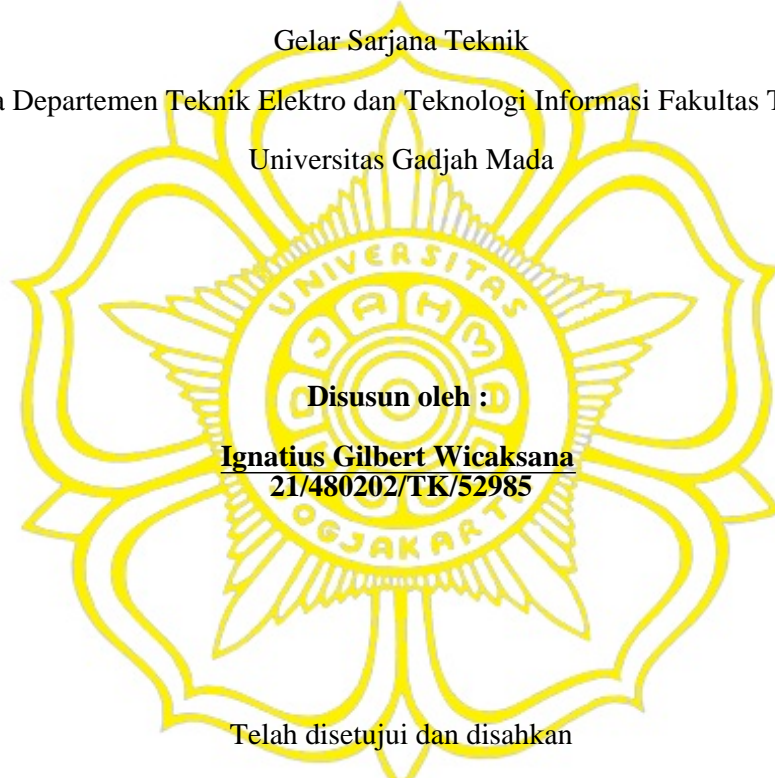 Gelar Sarjana Teknik
Departemen Teknik Elektro dan Teknologi Informasi Fakultas
Universitas Gadjah Mada
UNIVERSITAS
Disusun oleh :
Ignatius Gilbert Wicaksana
21/480202/TK/52985
Telah disetujui dan disahkan